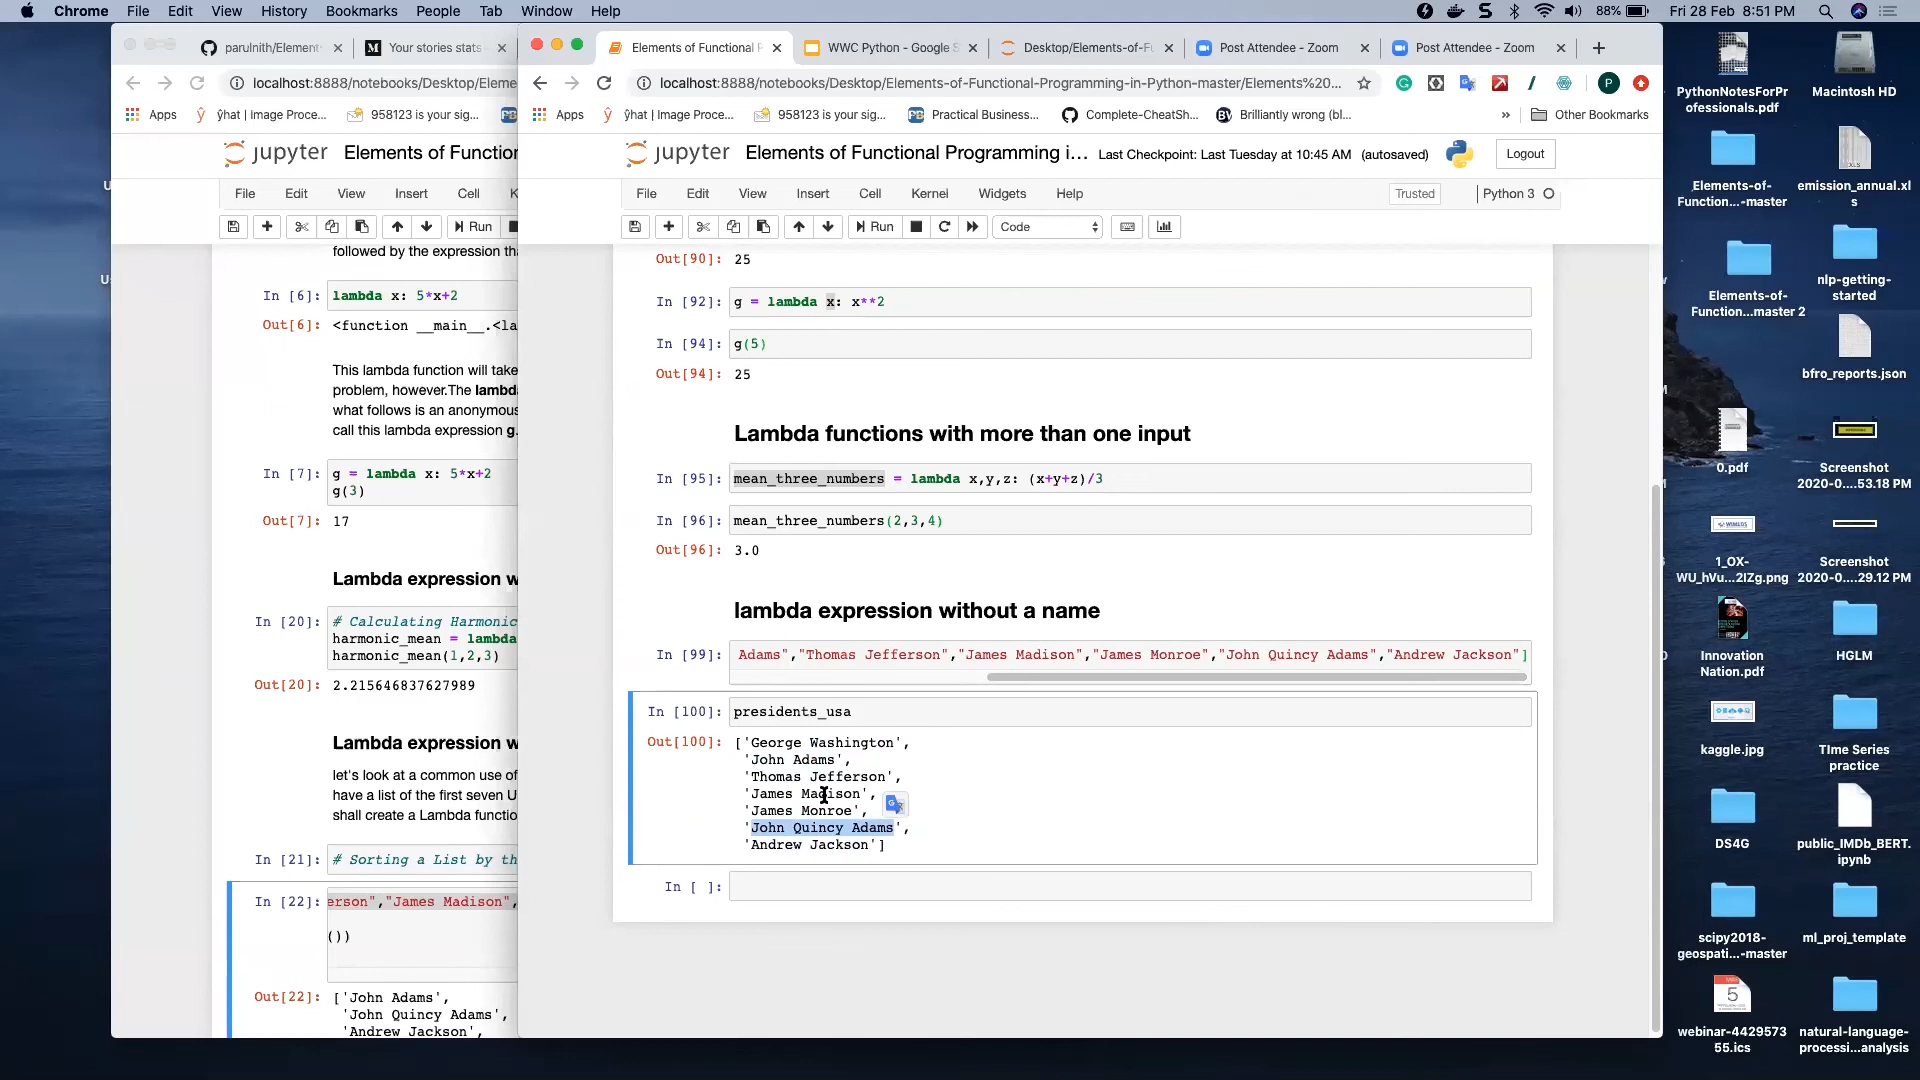 Chrome File Edit View History Bookmarks People Tab Window Help
88% Fri 28 Feb 8:51 PM
parulnith/Element
Your stories stats
Elements of Functional P
WWC Python - Google S
Desktop/Elements-of-F
Post Attendee - Zoom
Post Attendee - Zoom
localhost:8888/notebooks/Desktop/Eleme
localhost:8888/notebooks/Desktop/Elements-of-Functional-Programming-in-Python-master/Elements%20...
Apps ŷhat | Image Proce... 958123 is your sig...
Apps ŷhat | Image Proce... 958123 is your sig... Practical Business... Complete-CheatSh... Brilliantly wrong (bl... » Other Bookmarks
jupyter Elements of Function
jupyter Elements of Functional Programming i... Last Checkpoint: Last Tuesday at 10:45 AM (autosaved) Logout
File Edit View Insert Cell K
File Edit View Insert Cell Kernel Widgets Help Trusted Python 3
Run
Run Code
followed by the expression th
In [6]: lambda x: 5*x+2
Out[6]: <function __main__.<la
This lambda function will take
problem, however.The lambd
what follows is an anonymous
call this lambda expression g.
In [7]: g = lambda x: 5*x+2
g(3)
Out[7]: 17
Lambda expression w
In [20]: # Calculating Harmonic
harmonic_mean = lambda
harmonic_mean(1,2,3)
Out[20]: 2.215646837627989
Lambda expression w
let's look at a common use of
have a list of the first seven U
shall create a Lambda functio
In [21]: # Sorting a List by th
In [22]: erson","James Madison",
())
Out[22]: ['John Adams',
'John Quincy Adams',
'Andrew Jackson',
Out[90]: 25
In [92]: g = lambda x: x**2
In [94]: g(5)
Out[94]: 25
Lambda functions with more than one input
In [95]: mean_three_numbers = lambda x,y,z: (x+y+z)/3
In [96]: mean_three_numbers(2,3,4)
Out[96]: 3.0
lambda expression without a name
In [99]: Adams","Thomas Jefferson","James Madison","James Monroe","John Quincy Adams","Andrew Jackson"]
In [100]: presidents_usa
Out[100]: ['George Washington',
'John Adams',
'Thomas Jefferson',
'James Madison',
'James Monroe',
'John Quincy Adams',
'Andrew Jackson']
In [ ]:
PythonNotesForPr
ofessionals.pdf
Macintosh HD
Elements-of-
Function...-master
emission_annual.xl
s
Elements-of-
Function...master 2
nlp-getting-
started
bfro_reports.json
0.pdf
Screenshot
2020-0....53.18 PM
1_OX-
WU_hVu...2IZg.png
Screenshot
2020-0....29.12 PM
Innovation
Nation.pdf
HGLM
kaggle.jpg
TIme Series
practice
DS4G
public_IMDb_BERT.
ipynb
scipy2018-
geospati...-master
ml_proj_template
5
webinar-4429573
55.ics
natural-language-
processi...analysis